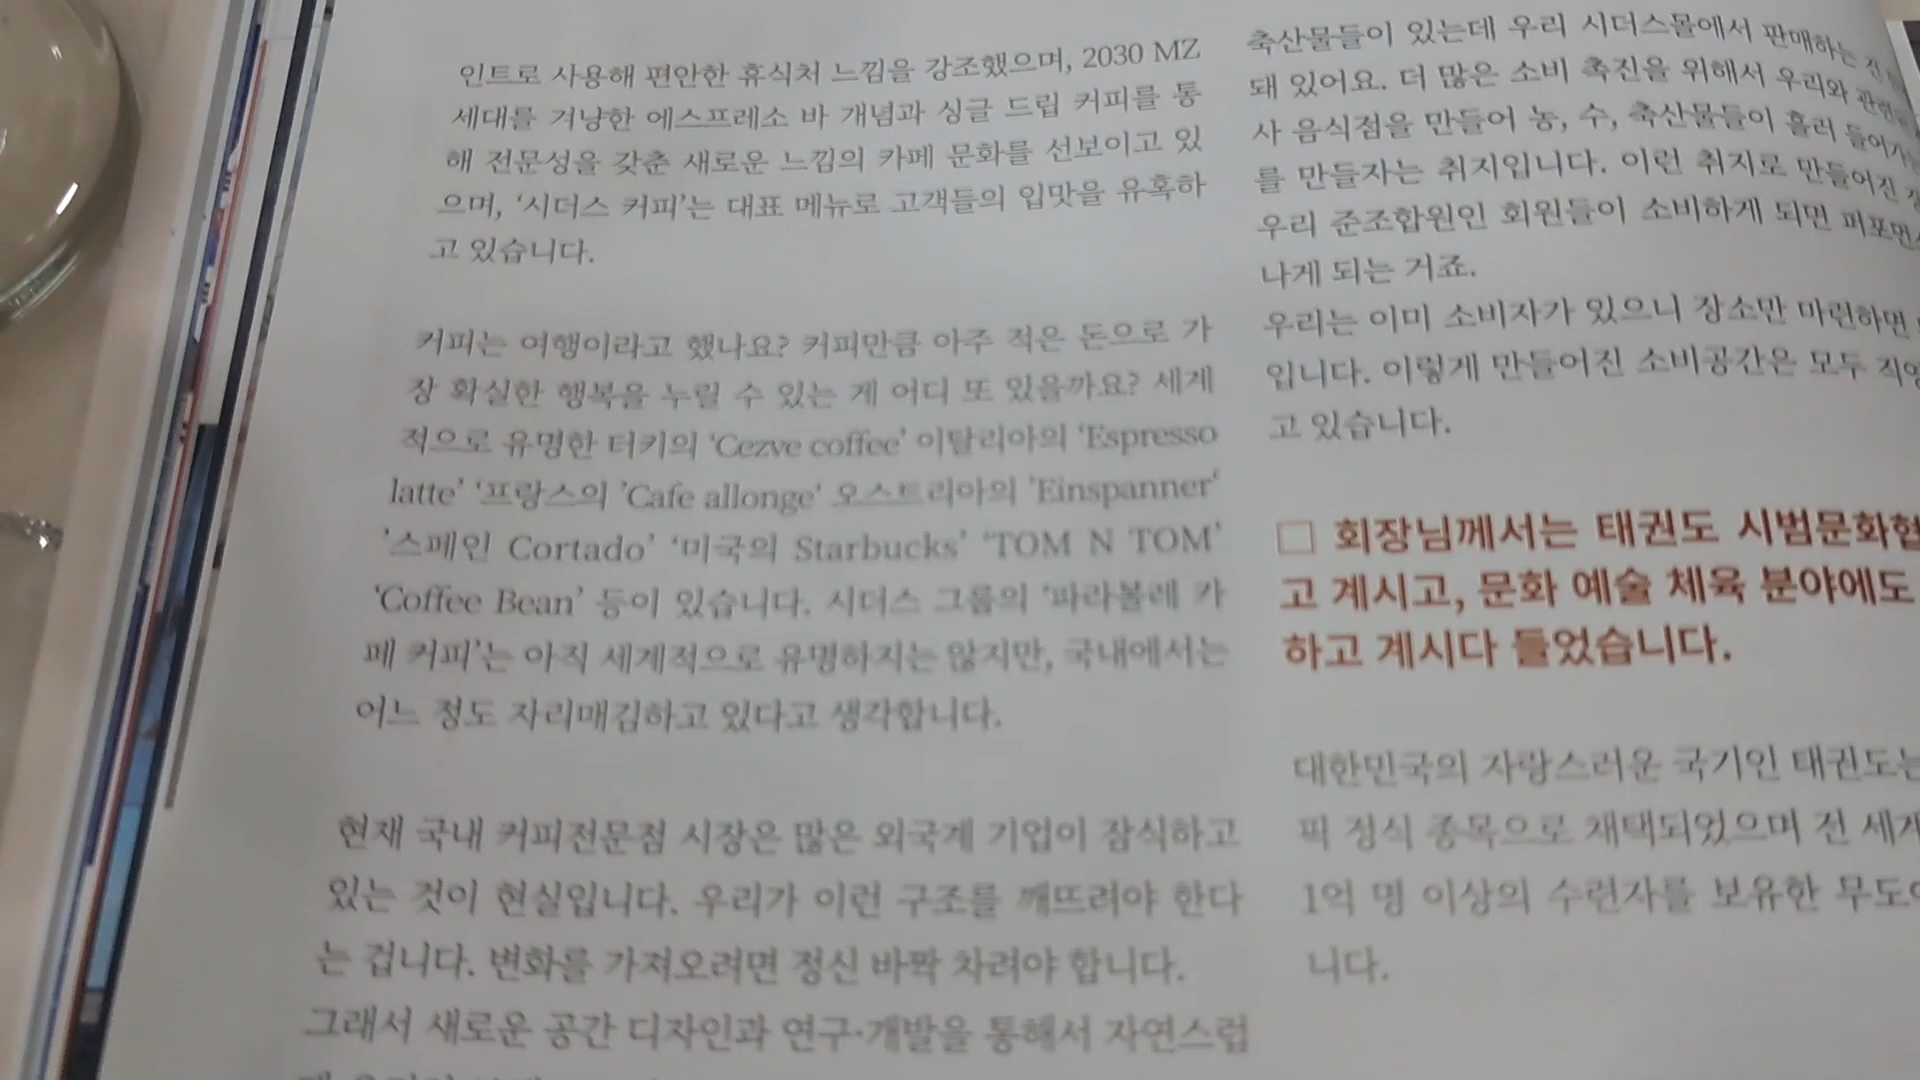 인트로 사용해 편안한 휴식처 느낌을 강조했으며, 2030 MZ
세대를 겨냥한 에스프레소 바 개념과 싱글 드립 커피를 통
해 전문성을 갖춘 새로운 느낌의 카페 문화를 선보이고 있
으며, ‘시더스 커피’는 대표 메뉴로 고객들의 입맛을 유혹하
고 있습니다.
커피는 여행이라고 했나요? 커피만큼 아주 적은 돈으로 가
장 확실한 행복을 누릴 수 있는 게 어디 또 있을까요? 세계
적으로 유명한 터키의 ‘Cezve coffee’ 이탈리아의 ‘Espresso
latte’ ‘프랑스의 ’Cafe allonge‘ 오스트리아의 ’Einspanner‘
’스페인 Cortado’ ‘미국의 Starbucks’ ‘TOM N TOM’
‘Coffee Bean’ 등이 있습니다. 시더스 그룹의 ‘파라볼레 카
페 커피’는 아직 세계적으로 유명하지는 않지만, 국내에서는
어느 정도 자리매김하고 있다고 생각합니다.
현재 국내 커피전문점 시장은 많은 외국계 기업이 잠식하고
있는 것이 현실입니다. 우리가 이런 구조를 깨뜨려야 한다
는 겁니다. 변화를 가져오려면 정신 바짝 차려야 합니다.
그래서 새로운 공간 디자인과 연구·개발을 통해서 자연스럽
축산물들이 있는데 우리 시더스몰에서 판매하는
돼 있어요. 더 많은 소비 촉진을 위해서 우리와
사 음식점을 만들어 농, 수, 축산물들이 흘러
를 만들자는 취지입니다. 이런 취지로 만들어진
우리 준조합원인 회원들이 소비하게 되면
나게 되는 거죠.
우리는 이미 소비자가 있으니 장소만 마련하면
입니다. 이렇게 만들어진 소비공간은 모두 직영
고 있습니다.
□ 회장님께서는 태권도 시범문화협
고 계시고, 문화 예술 체육 분야에도
하고 계시다 들었습니다.
대한민국의 자랑스러운 국기인 태권도는
픽 정식 종목으로 채택되었으며 전 세계
1억 명 이상의 수련자를 보유한 무도
니다.